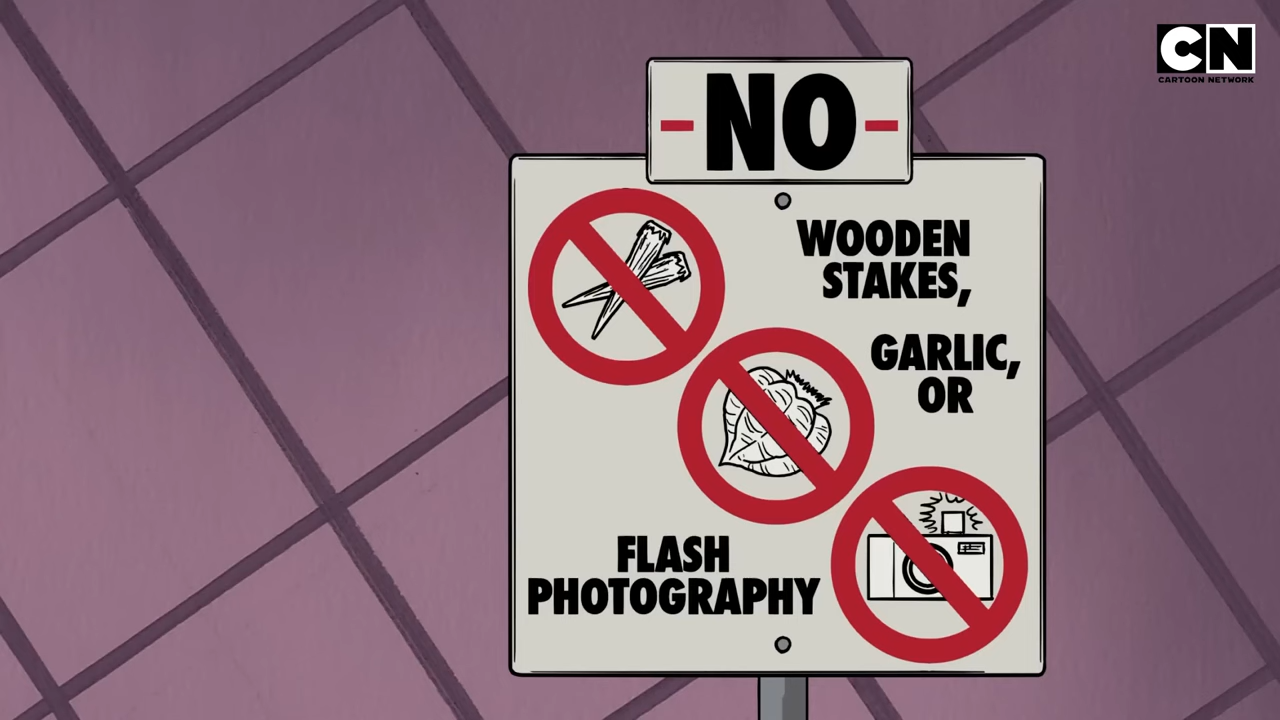 CN
CARTOON NETWORK
-NO-
WOODEN
STAKES,
GARLIC,
OR
FLASH
PHOTOGRAPHY